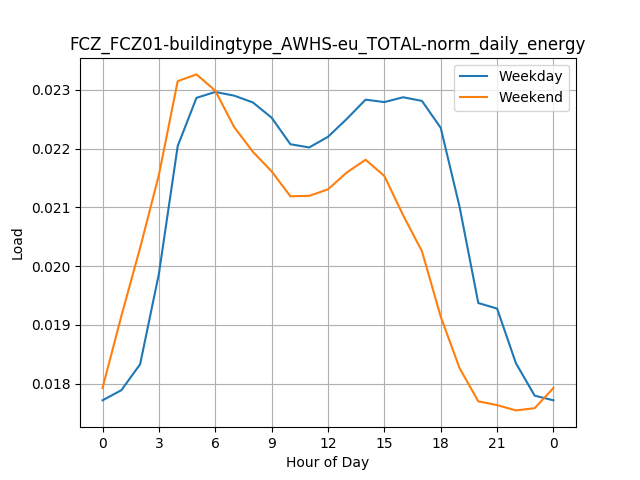 FCZ_FCZ01-buildingtype_AWHS-eu_TOTAL-norm_daily_energy
Weekday
Weekend
0.023
0.022
0.021
0.020
0.019
0.018
Load
0 3 6 9 12 15 18 21 0
Hour of Day